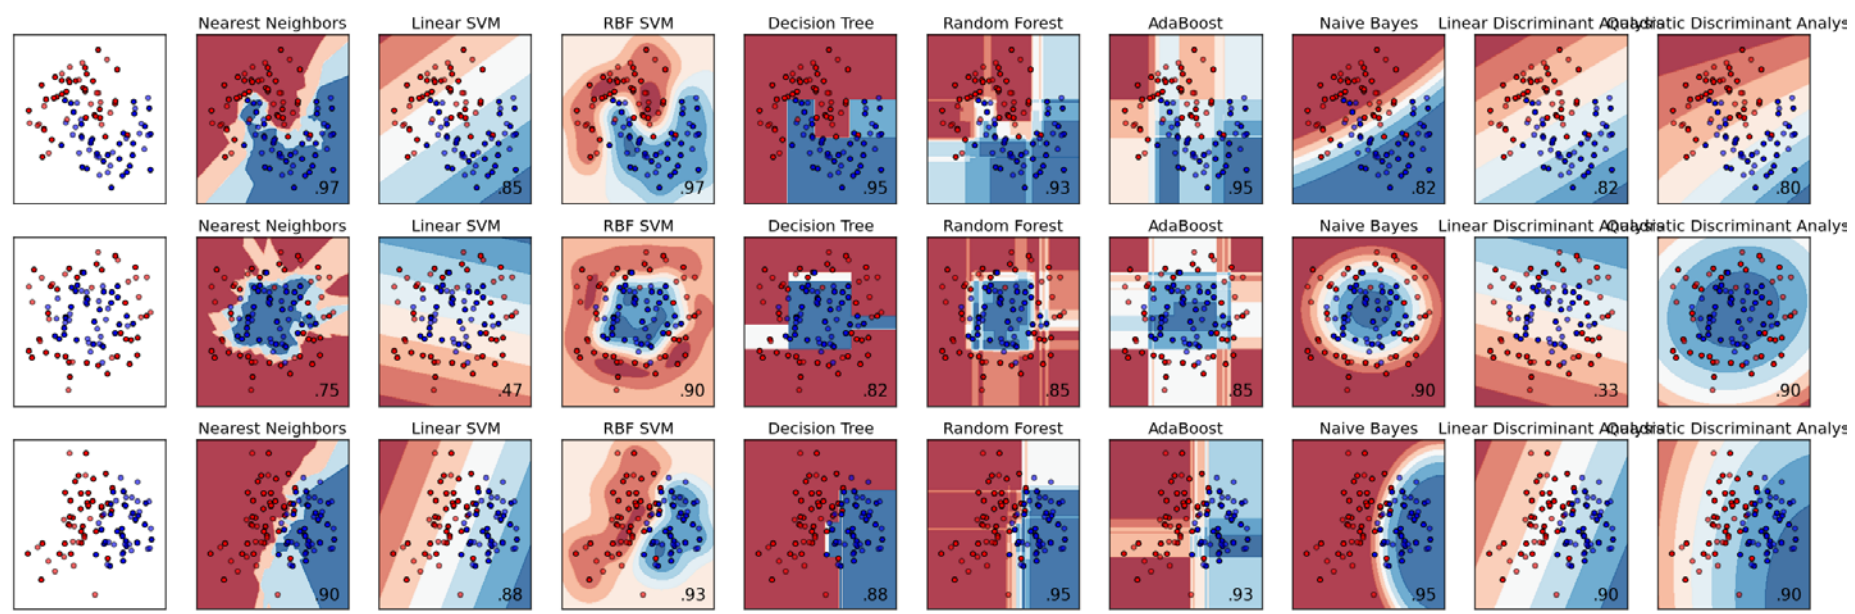 Nearest Neighbors Linear SVM RBF SVM Decision Tree Random Forest AdaBoost Naive Bayes Linear Discriminant Analysis Quadratic Discriminant Analys
.97 .85 .97 .95 .93 .95 .82 .82 .80
Nearest Neighbors Linear SVM RBF SVM Decision Tree Random Forest AdaBoost Naive Bayes Linear Discriminant Analysis Quadratic Discriminant Analys
.75 .47 .90 .82 .85 .85 .90 .33 .90
Nearest Neighbors Linear SVM RBF SVM Decision Tree Random Forest AdaBoost Naive Bayes Linear Discriminant Analysis Quadratic Discriminant Analys
.90 .88 .93 .88 .95 .93 .95 .90 .90